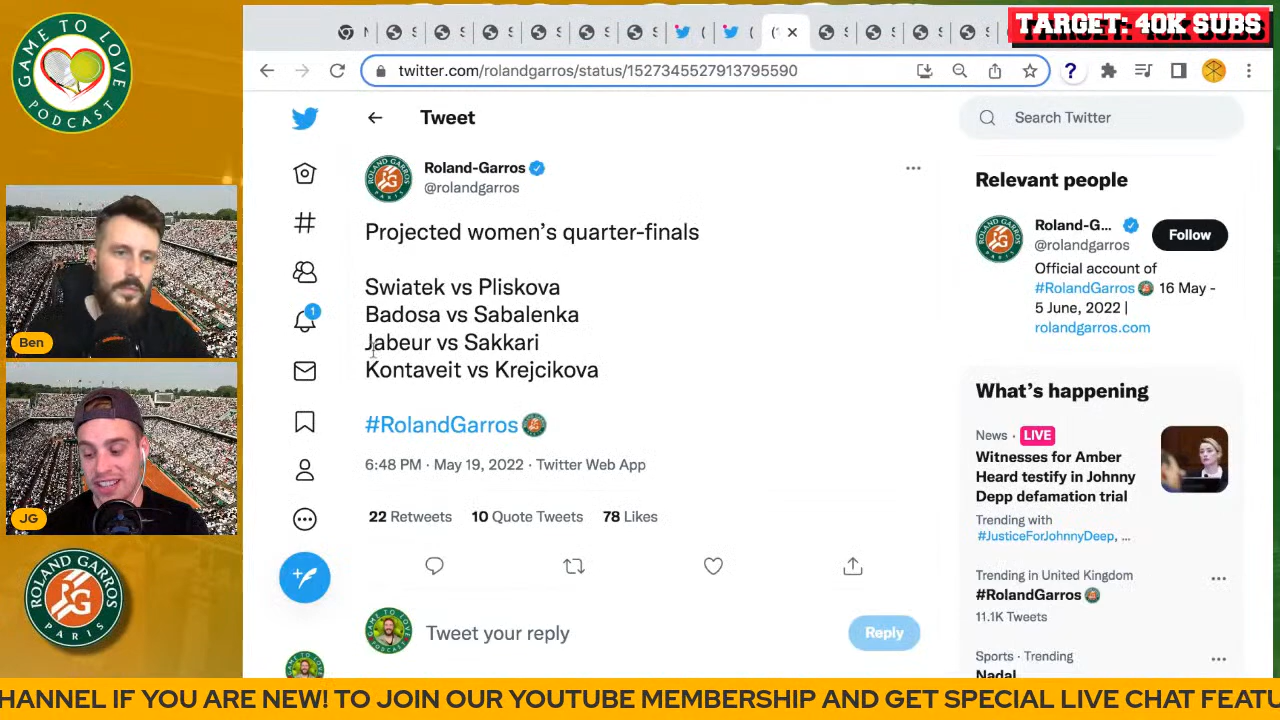 GAME TO LOVE
PODCAST
TARGET: 40K SUBS
twitter.com/rolandgarros/status/1527345527913795590
Tweet
Search Twitter
Roland-Garros
@rolandgarros
Projected women's quarter-finals
Swiatek vs Pliskova
Badosa vs Sabalenka
Jabeur vs Sakkari
Kontaveit vs Krejcikova
#RolandGarros
6:48 PM · May 19, 2022 · Twitter Web App
22 Retweets 10 Quote Tweets 78 Likes
Tweet your reply
Reply
Relevant people
Roland-G...
@rolandgarros
Follow
Official account of
#RolandGarros 16 May -
5 June, 2022 |
rolandgarros.com
What's happening
News · LIVE
Witnesses for Amber
Heard testify in Johnny
Depp defamation trial
Trending with
#JusticeForJohnnyDeep, ...
Trending in United Kingdom
#RolandGarros
11.1K Tweets
Sports · Trending
Nadal
1
Ben
JG
ROLAND GARROS
RG
PARIS
HANNEL IF YOU ARE NEW! TO JOIN OUR YOUTUBE MEMBERSHIP AND GET SPECIAL LIVE CHAT FEATU